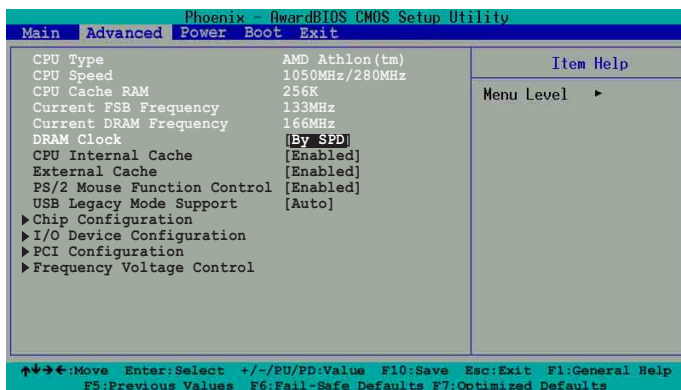 Phoenix - AwardBIOS CMOS Setup Utility
Main Advanced Power Boot Exit
CPU Type AMD Athlon(tm)
CPU Speed 1050MHz/280MHz
CPU Cache RAM 256K
Current FSB Frequency 133MHz
Current DRAM Frequency 166MHz
DRAM Clock [By SPD]
CPU Internal Cache [Enabled]
External Cache [Enabled]
PS/2 Mouse Function Control [Enabled]
USB Legacy Mode Support [Auto]
▶Chip Configuration
▶I/O Device Configuration
▶PCI Configuration
▶Frequency Voltage Control
Item Help
Menu Level ▶
↑↓→←:Move Enter:Select +/-/PU/PD:Value F10:Save Esc:Exit F1:General Help
F5:Previous Values F6:Fail-Safe Defaults F7:Optimized Defaults